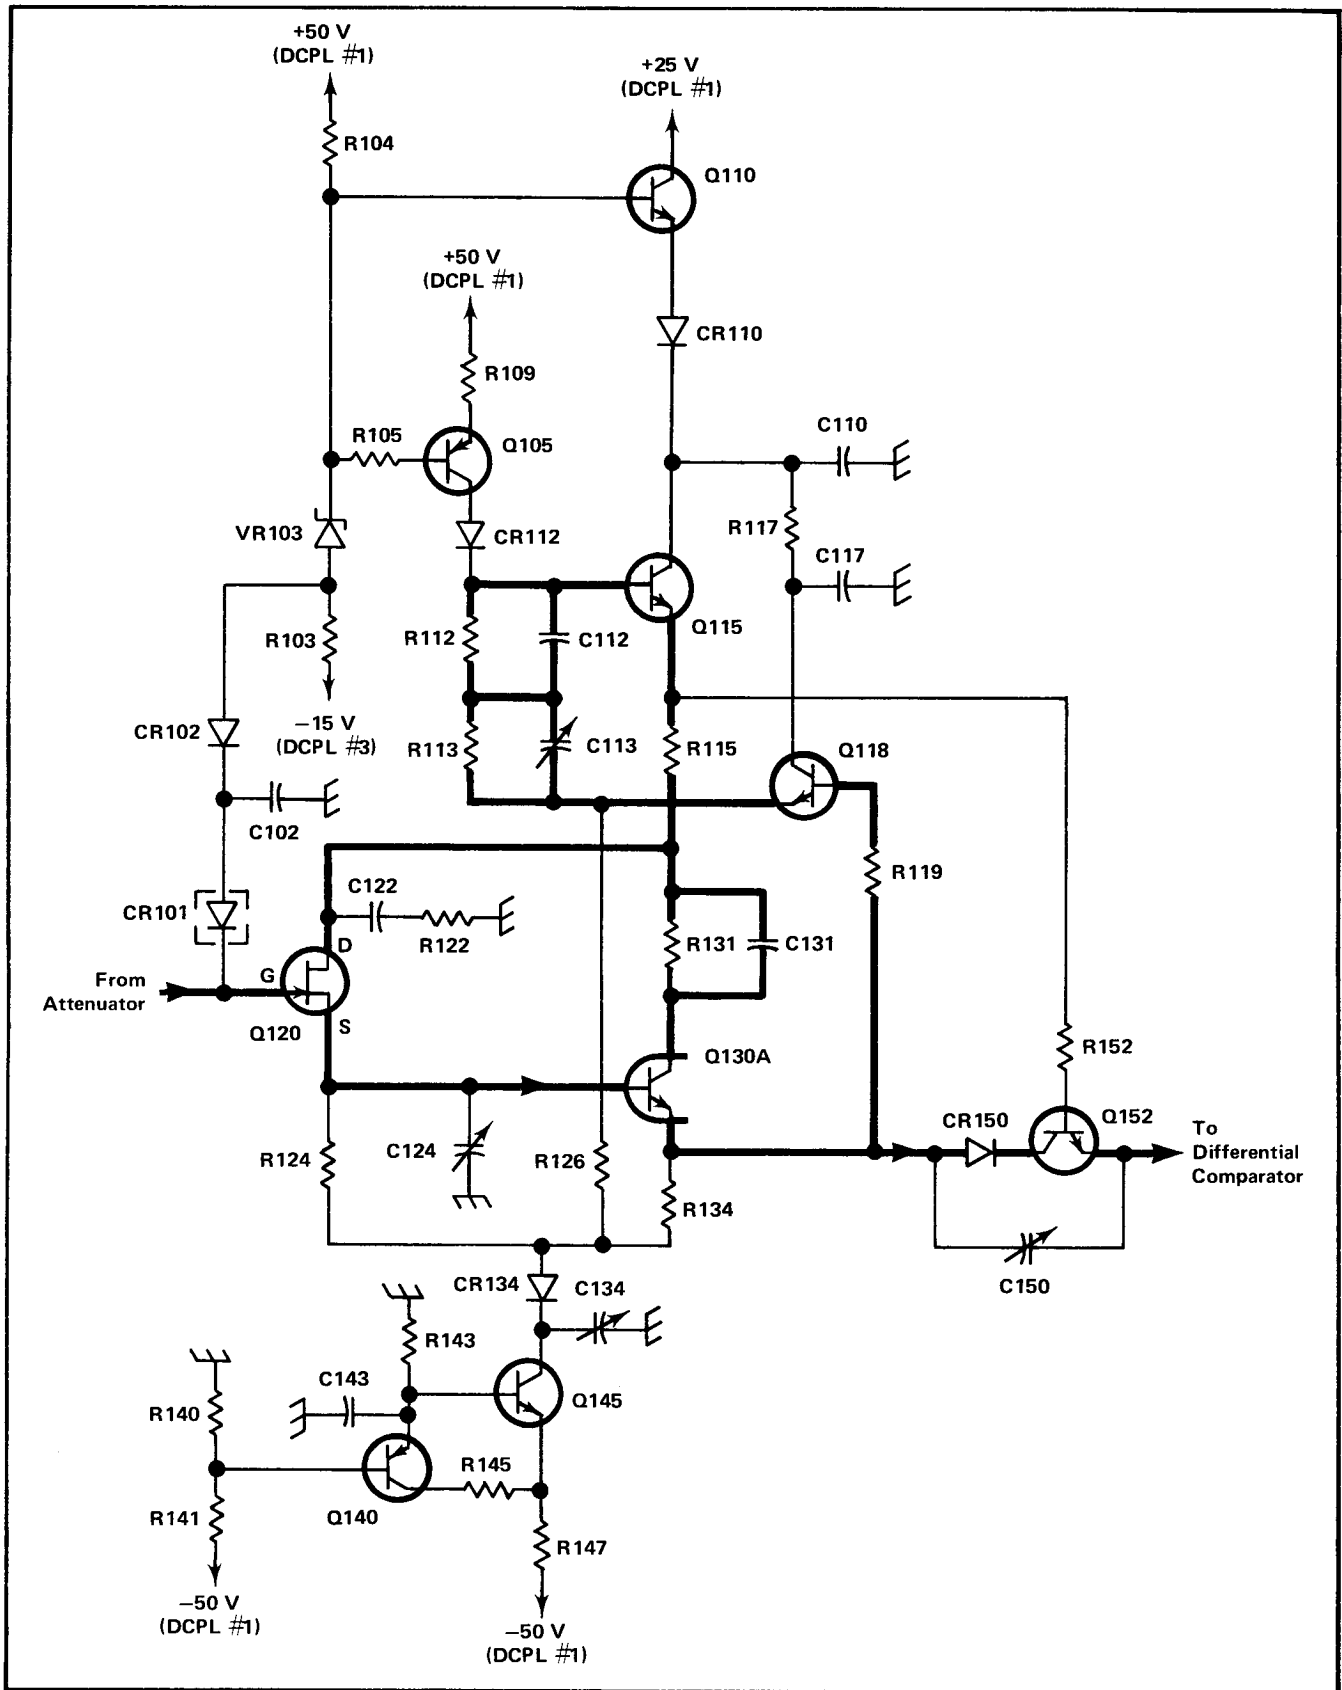 +50 V
(DCPL #1)
+25 V
(DCPL #1)
R104
Q110
+50 V
(DCPL #1)
CR110
R109
R105
Q105
C110
VR103
CR112
R117
C117
R103
R112
C112
Q115
−15 V
(DCPL #3)
CR102
R113
C113
R115
Q118
C102
R119
C122
CR101
D
R122
R131
C131
From
Attenuator
G
Q120
S
Q130A
R152
CR150
Q152
To
Differential
Comparator
R124
C124
R126
R134
C150
CR134
C134
R143
C143
Q145
R140
R145
R141
Q140
R147
−50 V
(DCPL #1)
−50 V
(DCPL #1)